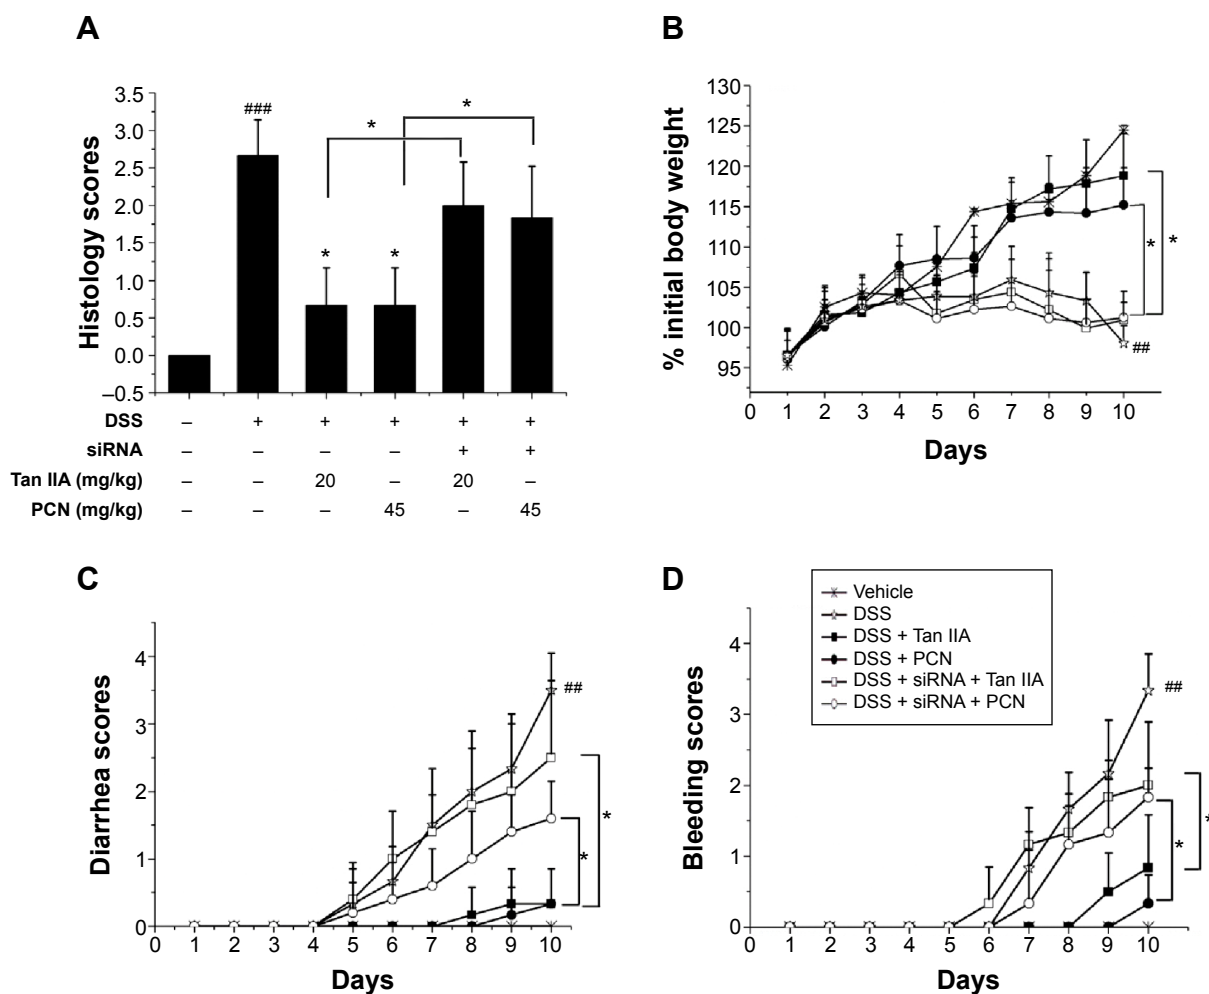 A
Histology scores
3.5
3.0
2.5
2.0
1.5
1.0
0.5
0.0
–0.5
###
*
*
*
*
DSS – + + + + +
siRNA – – – – + +
Tan IIA (mg/kg) – – 20 – 20 –
PCN (mg/kg) – – – 45 – 45
B
% initial body weight
130
125
120
115
110
105
100
95
* *
##
0 1 2 3 4 5 6 7 8 9 10
Days
C
Diarrhea scores
4
3
2
1
0
##
*
*
0 1 2 3 4 5 6 7 8 9 10
Days
D
Vehicle
DSS
DSS + Tan IIA
DSS + PCN
DSS + siRNA + Tan IIA
DSS + siRNA + PCN
Bleeding scores
4
3
2
1
0
##
*
*
0 1 2 3 4 5 6 7 8 9 10
Days